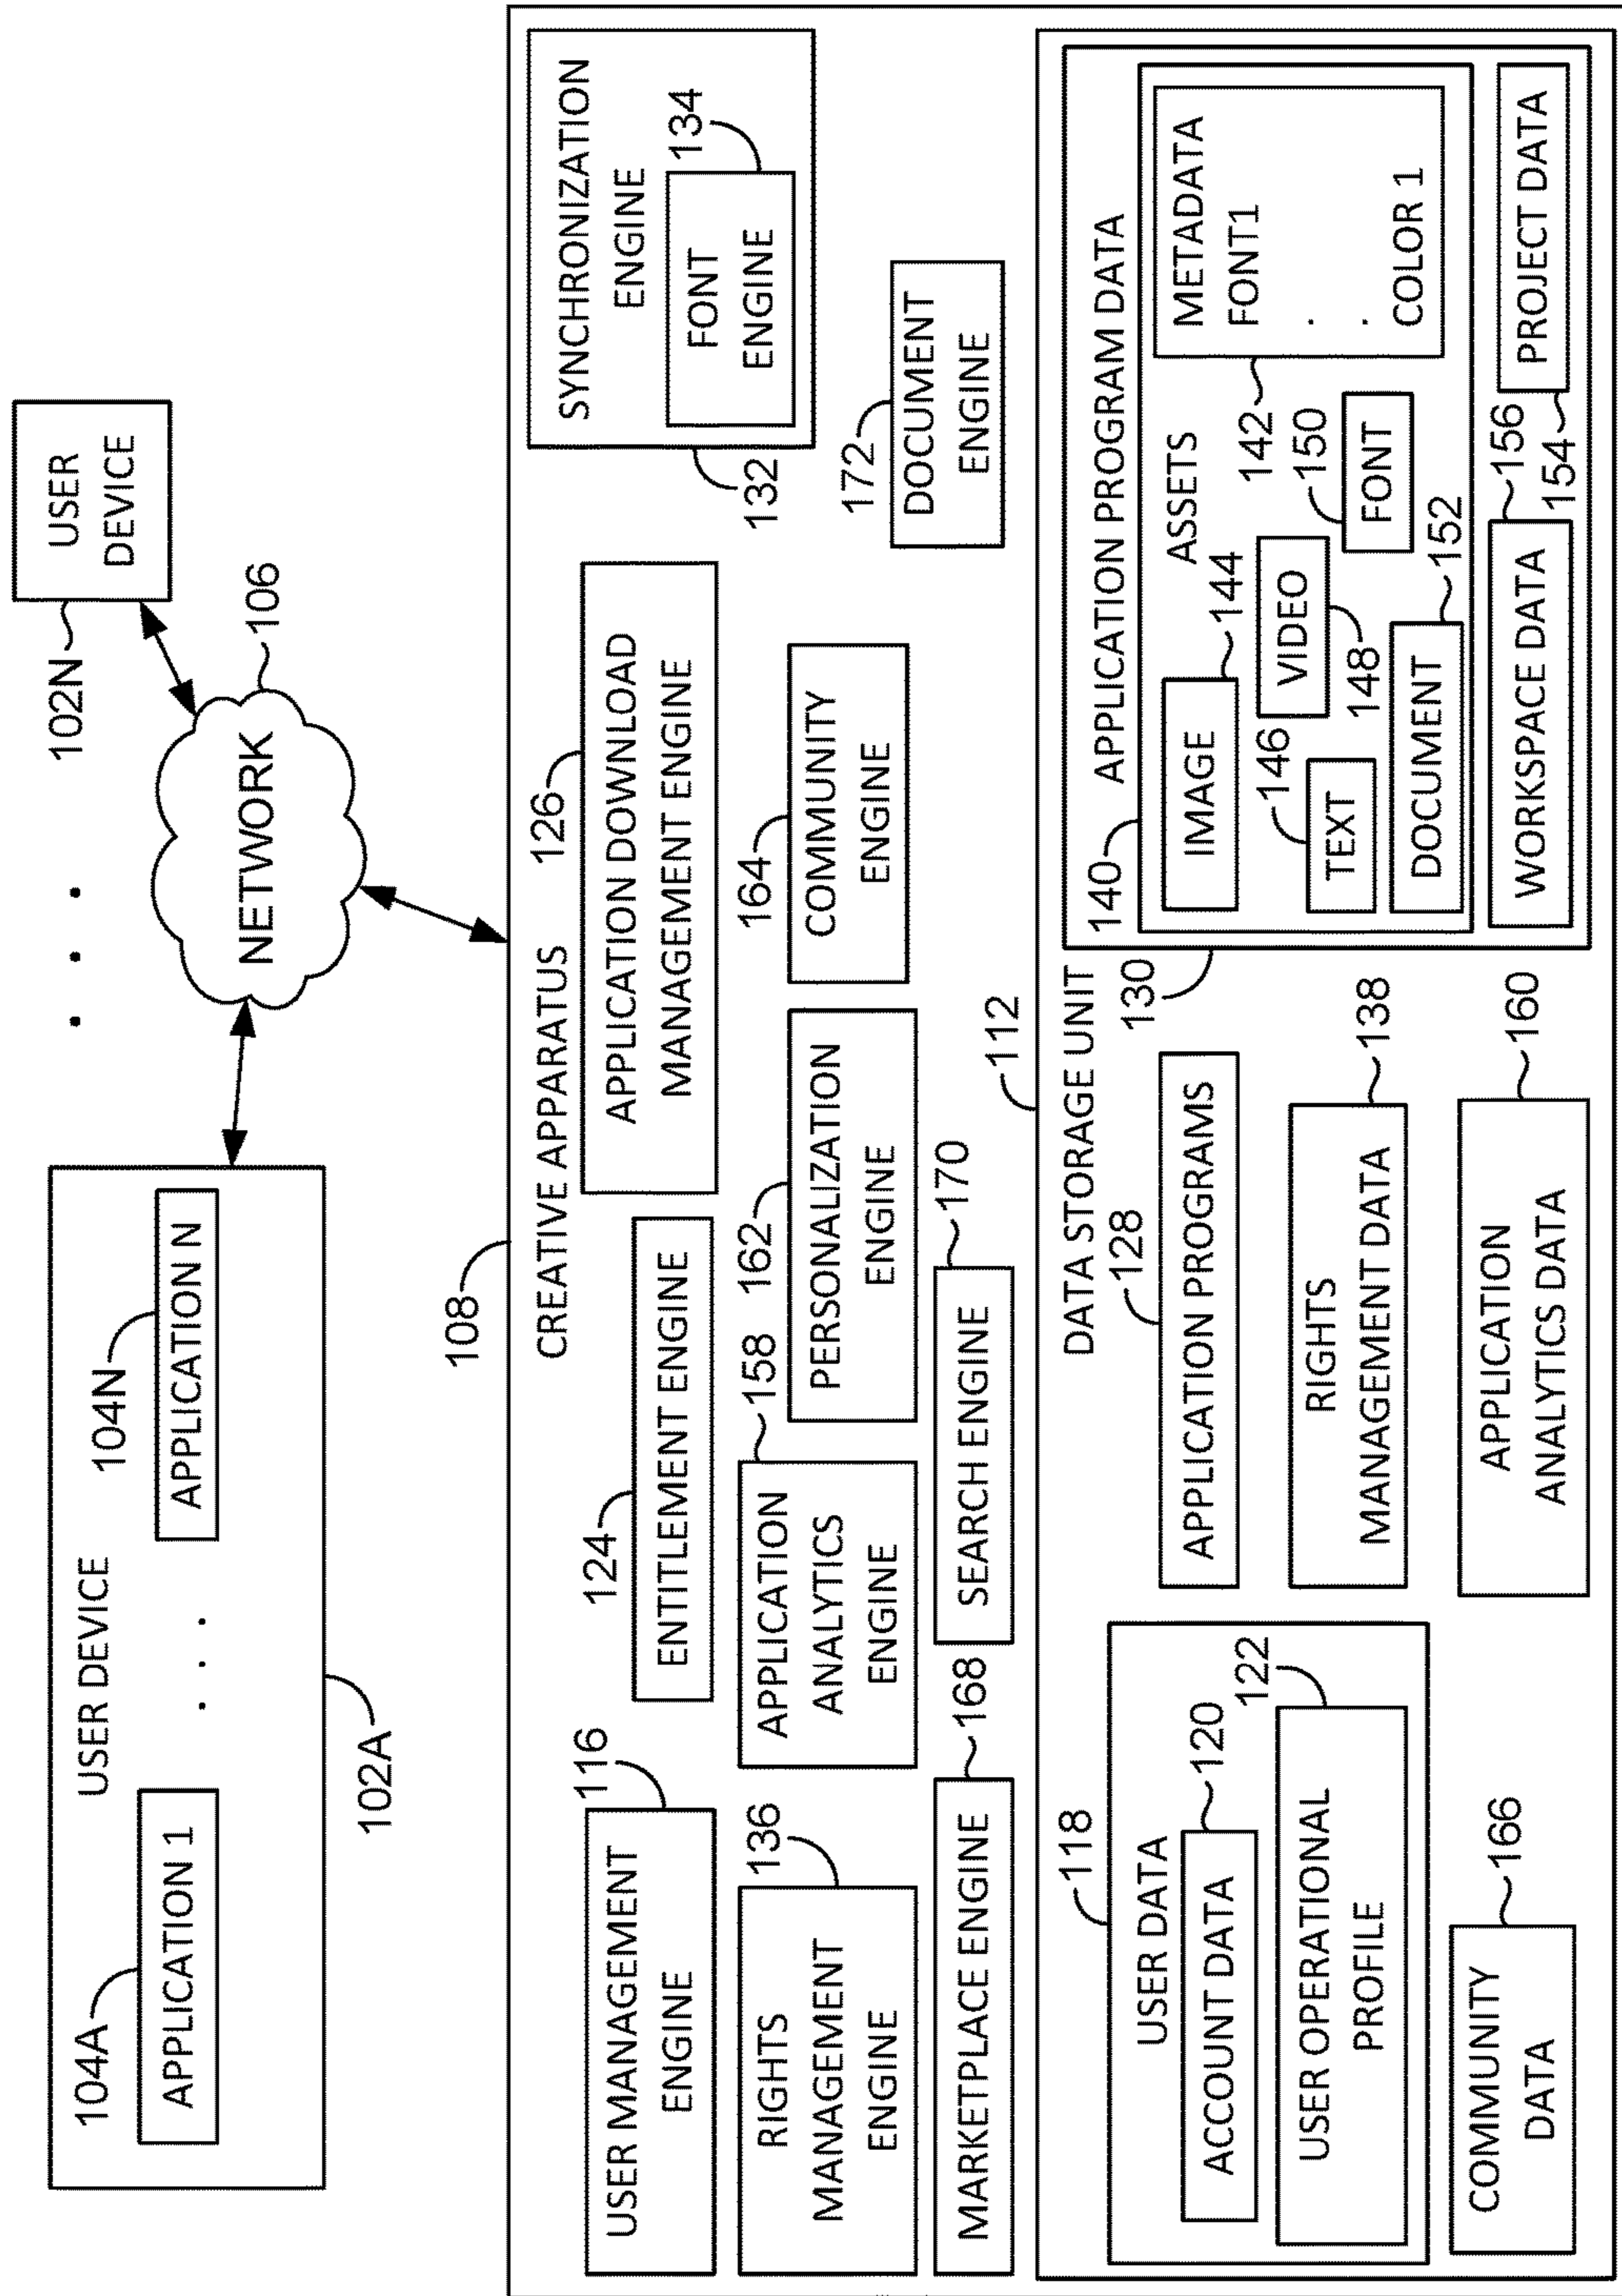 104A
APPLICATION 1
USER DEVICE
. . .
104N
APPLICATION N
102A
. . .
NETWORK
106
102N
USER
DEVICE
108
CREATIVE APPARATUS
116
USER MANAGEMENT
ENGINE
124
ENTITLEMENT ENGINE
126
APPLICATION DOWNLOAD
MANAGEMENT ENGINE
SYNCHRONIZATION
ENGINE
FONT
ENGINE
134
132
136
RIGHTS
MANAGEMENT
ENGINE
158
APPLICATION
ANALYTICS
ENGINE
162
PERSONALIZATION
ENGINE
164
COMMUNITY
ENGINE
172
DOCUMENT
ENGINE
168
MARKETPLACE ENGINE
170
SEARCH ENGINE
112
DATA STORAGE UNIT
118
USER DATA
120
ACCOUNT DATA
122
USER OPERATIONAL
PROFILE
166
COMMUNITY
DATA
128
APPLICATION PROGRAMS
138
RIGHTS
MANAGEMENT DATA
160
APPLICATION
ANALYTICS DATA
130
APPLICATION PROGRAM DATA
140
ASSETS
IMAGE
144
146
TEXT
VIDEO
148
150
FONT
DOCUMENT
152
142
METADATA
FONT1
.
.
COLOR 1
WORKSPACE DATA
156
154
PROJECT DATA